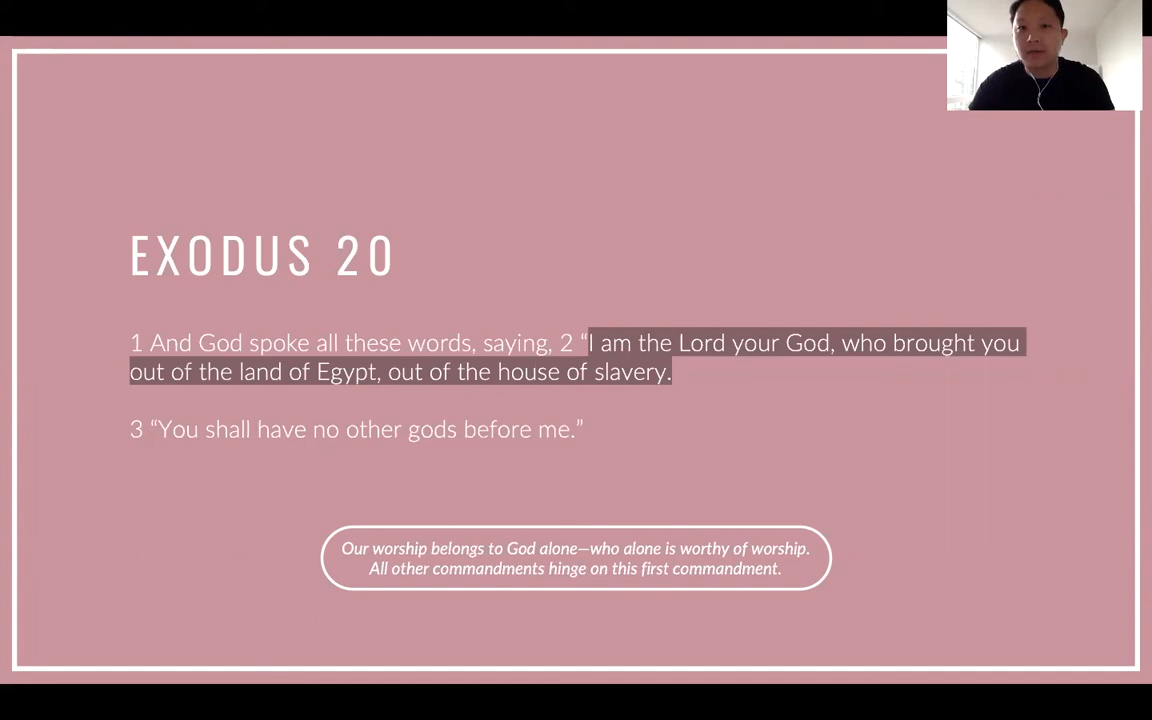 EXODUS 20
1 And God spoke all these words, saying, 2 “I am the Lord your God, who brought you
out of the land of Egypt, out of the house of slavery.
3 “You shall have no other gods before me.”
Our worship belongs to God alone—who alone is worthy of worship.
All other commandments hinge on this first commandment.